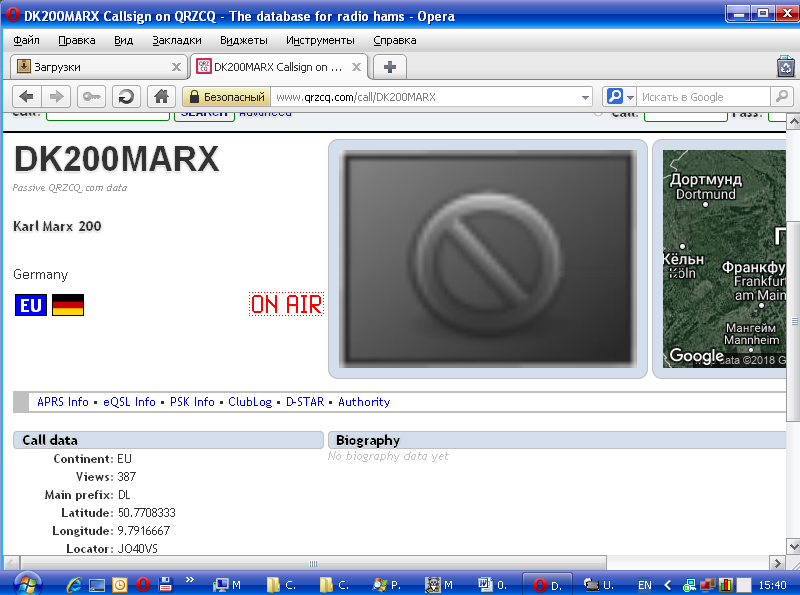 DK200MARX Callsign on QRZCQ - The database for radio hams - Opera
Файл Правка Вид Закладки Виджеты Инструменты Справка
Загрузки
QRZ CQ
DK200MARX Callsign on ...
Безопасный www.qrzcq.com/call/DK200MARX
Искать в Google
Call: SEARCH Advanced Call: Pass:
DK200MARX
Passive QRZCQ.com data
Karl Marx 200
Germany
EU
ON AIR
Дортмунд
Dortmund
Кёльн
Köln
Франкфу
Frankfurt
am Main
Мангейм
Mannheim
Google
©2018 G
APRS Info • eQSL Info • PSK Info • ClubLog • D-STAR • Authority
Call data
Continent: EU
Views: 387
Main prefix: DL
Latitude: 50.7708333
Longitude: 9.7916667
Locator: JO40VS
Biography
No biography data yet
» М С. С. Р. М 0. D. U. EN 15:40